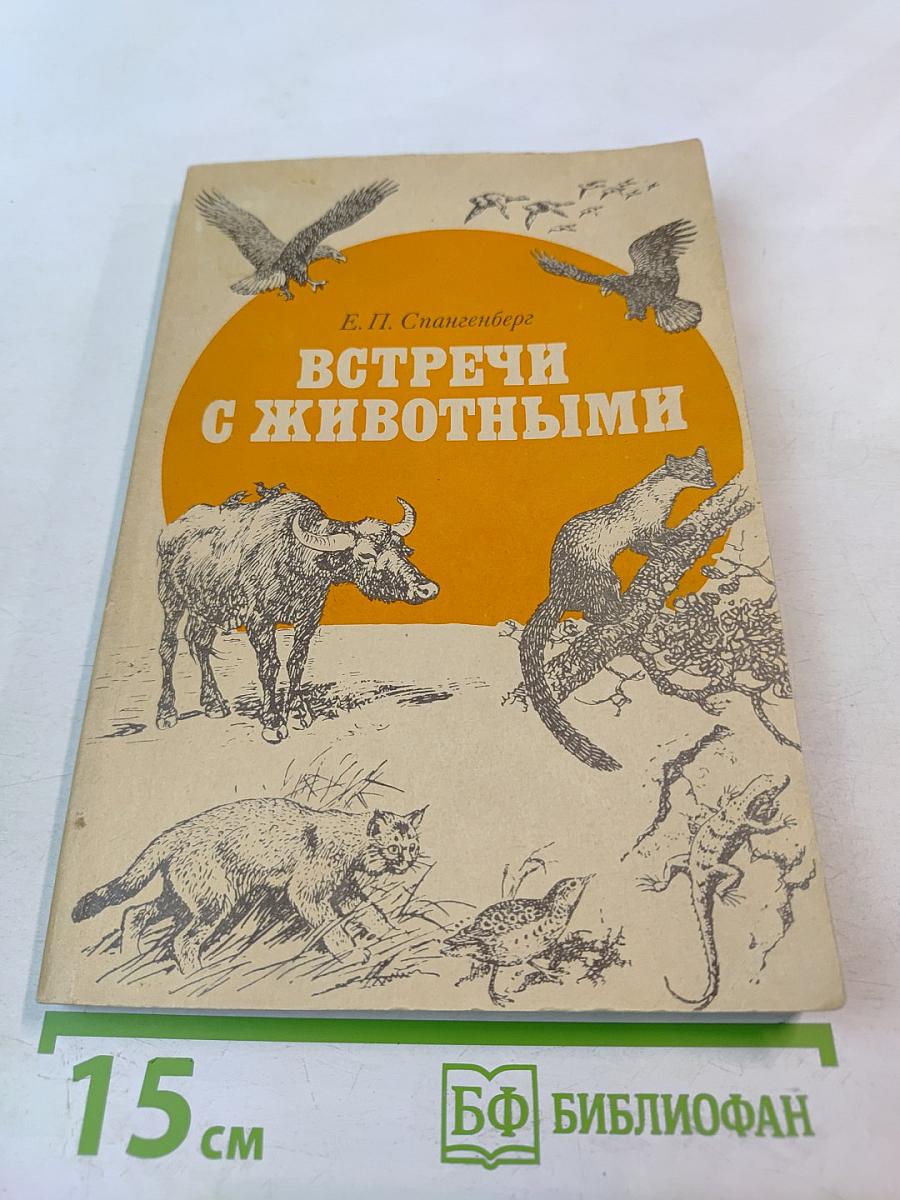 Е. П. Спангенберг
ВСТРЕЧИ
С ЖИВОТНЫМИ
15 см
БФ БИБЛИОФАН